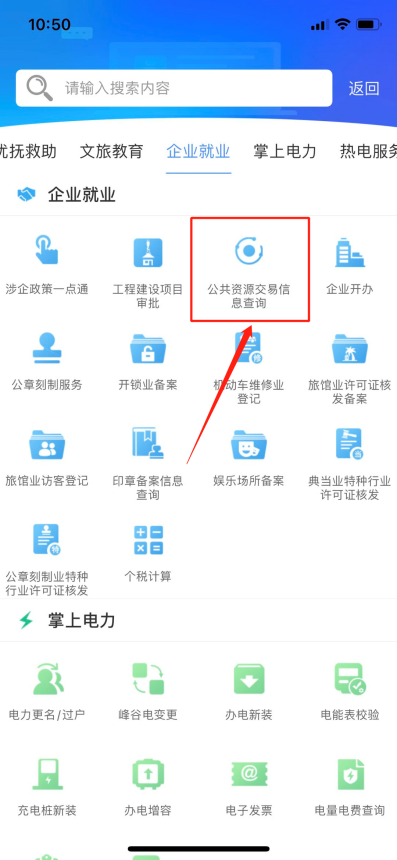 10:50
请输入搜索内容
返回
优抚救助 文旅教育 企业就业 掌上电力 热电服务
企业就业
涉企政策一点通
工程建设项目
审批
公共资源交易信
息查询
企业开办
公章刻制服务
开锁业备案
机动车维修业
登记
旅馆业许可证核
发备案
旅馆业访客登记
印章备案信息
查询
娱乐场所备案
典当业特种行业
许可证核发
公章刻制业特种
行业许可证核发
个税计算
掌上电力
电力更名/过户
峰谷电变更
办电新装
电能表校验
充电桩新装
办电增容
电子发票
电量电费查询